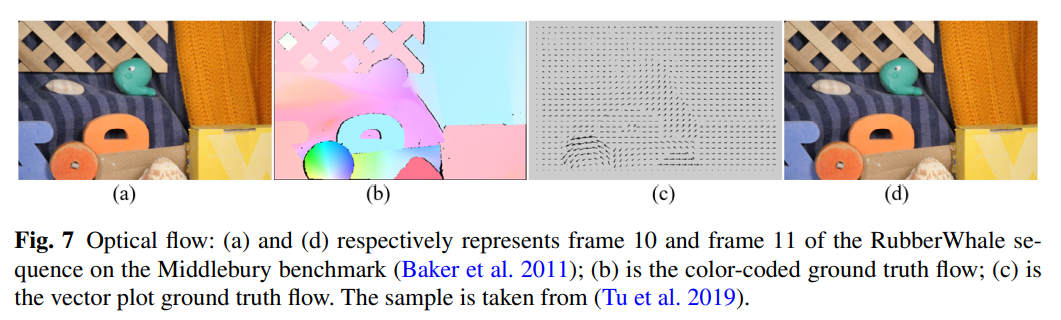 (a)
(b)
(c)
(d)
Fig. 7 Optical flow: (a) and (d) respectively represents frame 10 and frame 11 of the RubberWhale se-
quence on the Middlebury benchmark (Baker et al. 2011); (b) is the color-coded ground truth flow; (c) is
the vector plot ground truth flow. The sample is taken from (Tu et al. 2019).